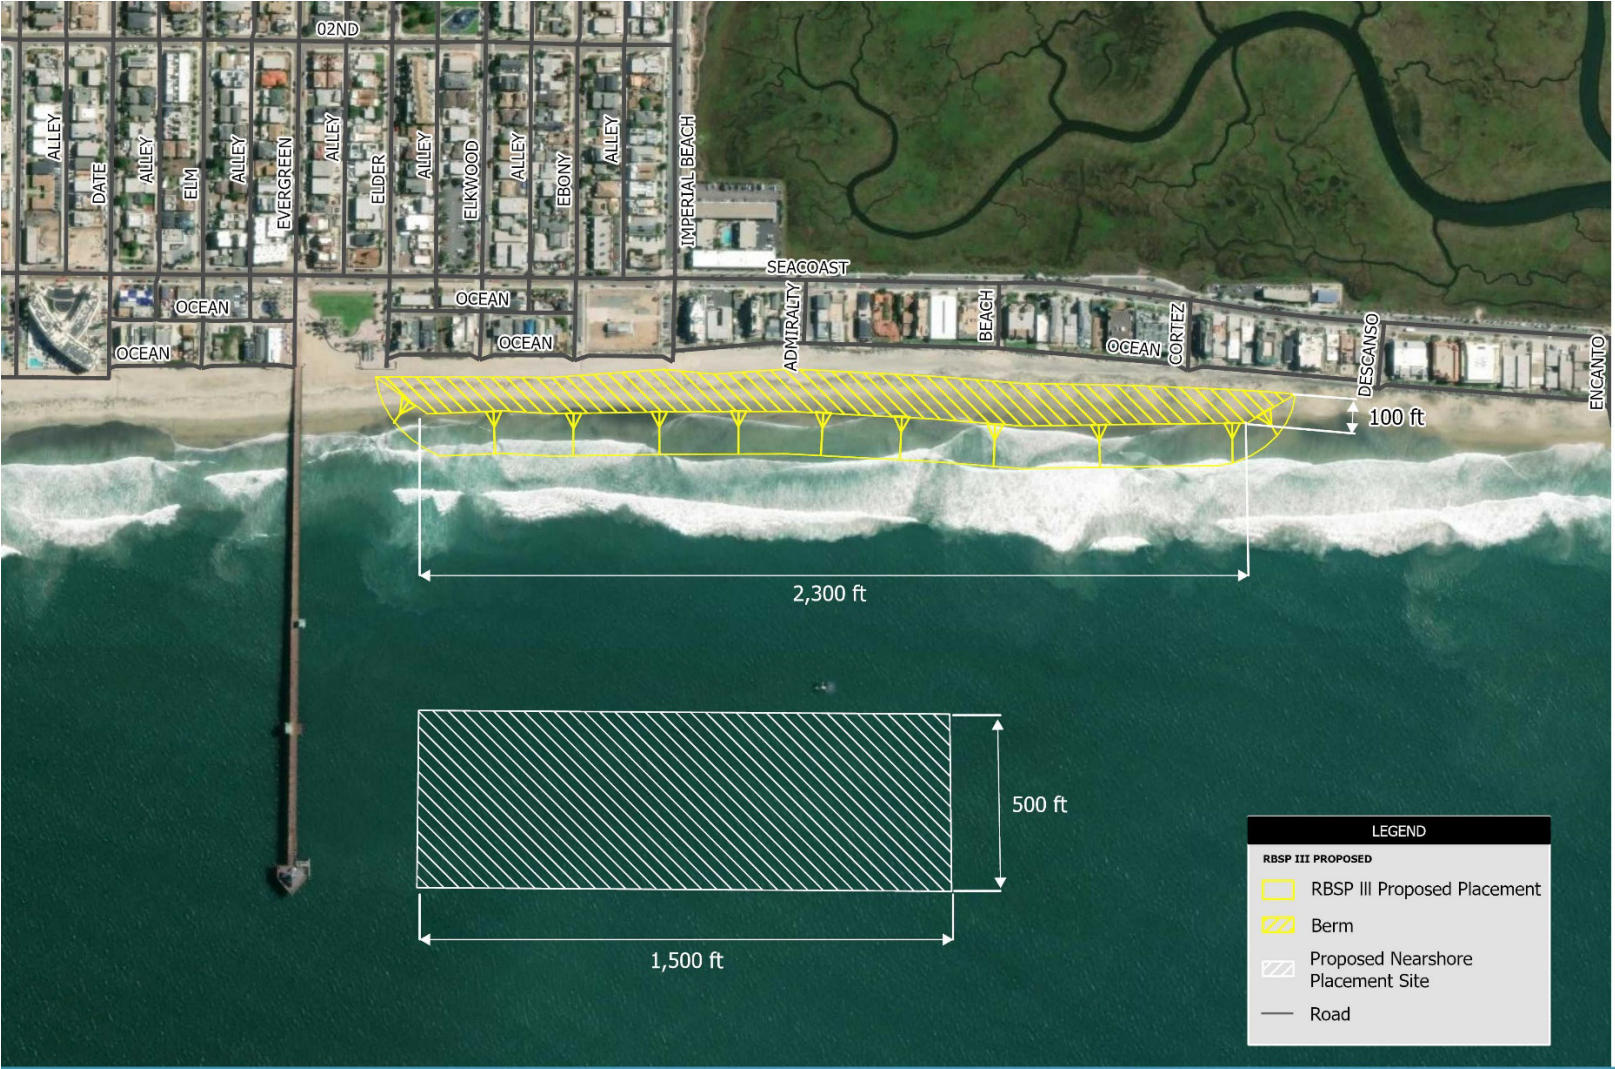 02ND
ALLEY
DATE
ALLEY
ELM
ALLEY
EVERGREEN
ALLEY
ELDER
ALLEY
ELKWOOD
ALLEY
EBONY
ALLEY
IMPERIAL BEACH
SEACOAST
OCEAN
OCEAN
OCEAN
OCEAN
ADMIRALTY
BEACH
OCEAN
CORTEZ
DESCANSO
ENCANTO
100 ft
2,300 ft
500 ft
1,500 ft
LEGEND
RBSP III PROPOSED
RBSP III Proposed Placement
Berm
Proposed Nearshore
Placement Site
Road